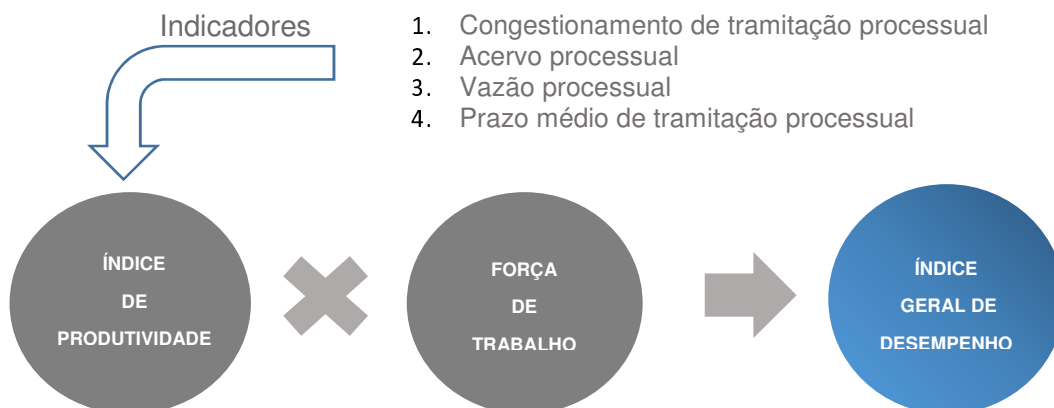 Indicadores
1. Congestionamento de tramitação processual
2. Acervo processual
3. Vazão processual
4. Prazo médio de tramitação processual
ÍNDICE
DE
PRODUTIVIDADE
FORÇA
DE
TRABALHO
ÍNDICE
GERAL DE
DESEMPENHO